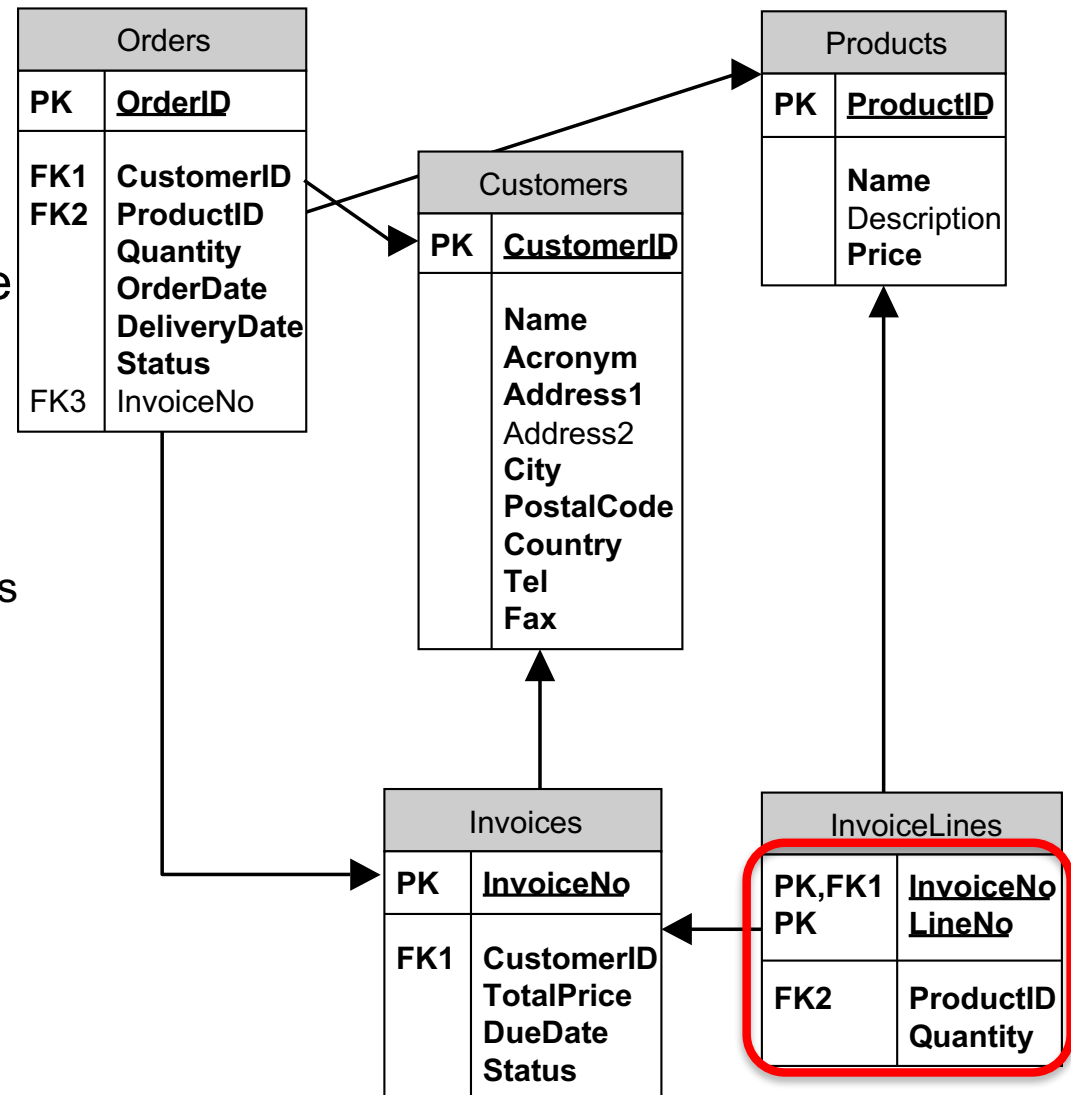 Orders
PK OrderID
FK1 CustomerID
FK2 ProductID
Quantity
OrderDate
DeliveryDate
Status
FK3 InvoiceNo
e
s
Customers
PK CustomerID
Name
Acronym
Address1
Address2
City
PostalCode
Country
Tel
Fax
Products
PK ProductID
Name
Description
Price
Invoices
PK InvoiceNo
FK1 CustomerID
TotalPrice
DueDate
Status
InvoiceLines
PK,FK1 InvoiceNo
PK LineNo
FK2 ProductID
Quantity